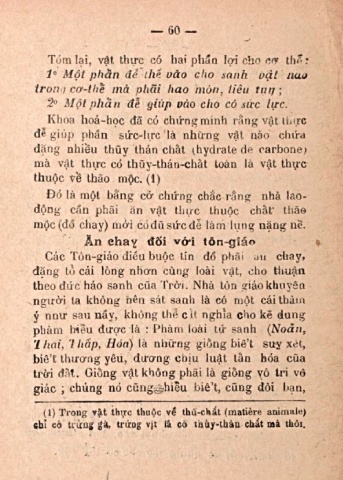 — 60 —
Tóm lại, vật thực có hai phần lợi cho cơ thể:
1º Một phần để thế vào cho sanh vật nào
trong cơ-thể mà phải hao mòn, tiêu tuỵ;
2º Một phần để giúp vào cho có sức lực.
Khoa hoá-học đã có chứng minh rằng vật thực
để giúp phần sức-lực là những vật nào chứa
đặng nhiều thũy thán chất (hydrate de carbone)
mà vật thực có thũy-thán-chất toàn là vật thực
thuộc về thảo mộc. (1)
Đó là một bằng cớ chứng chắc rằng nhà lao-
động cần phải ăn vật thực thuộc chất thảo
mộc (đồ chay) mới có đũ sức để làm lụng nặng nề.
Ăn chay đối với tôn-giáo
Các Tôn-giáo điều buộc tín đồ phải ăn chay,
đặng tỏ cái lòng nhơn cùng loài vật, cho thuận
theo đức háo sanh của Trời. Nhà tôn giáo khuyên
người ta không nên sát sanh là có một cái thâm
ý như sau nầy, không thể cắt nghĩa cho kẻ dung
phàm hiểu được là : Phàm loài tứ sanh (Noãn,
Thai, Thấp, Hóa) là những giống biết suy xét,
biết thương yêu, đương chịu luật tấn hóa của
trời đất. Giống vật không phải là giống vô tri vô
giác ; chúng nó cũng hiểu biết, cũng đôi bạn,
(1) Trong vật thực thuộc về thú-chất (matière animale)
chỉ có trứng gà, trứng vịt là có thủy-thán chất mà thôi.